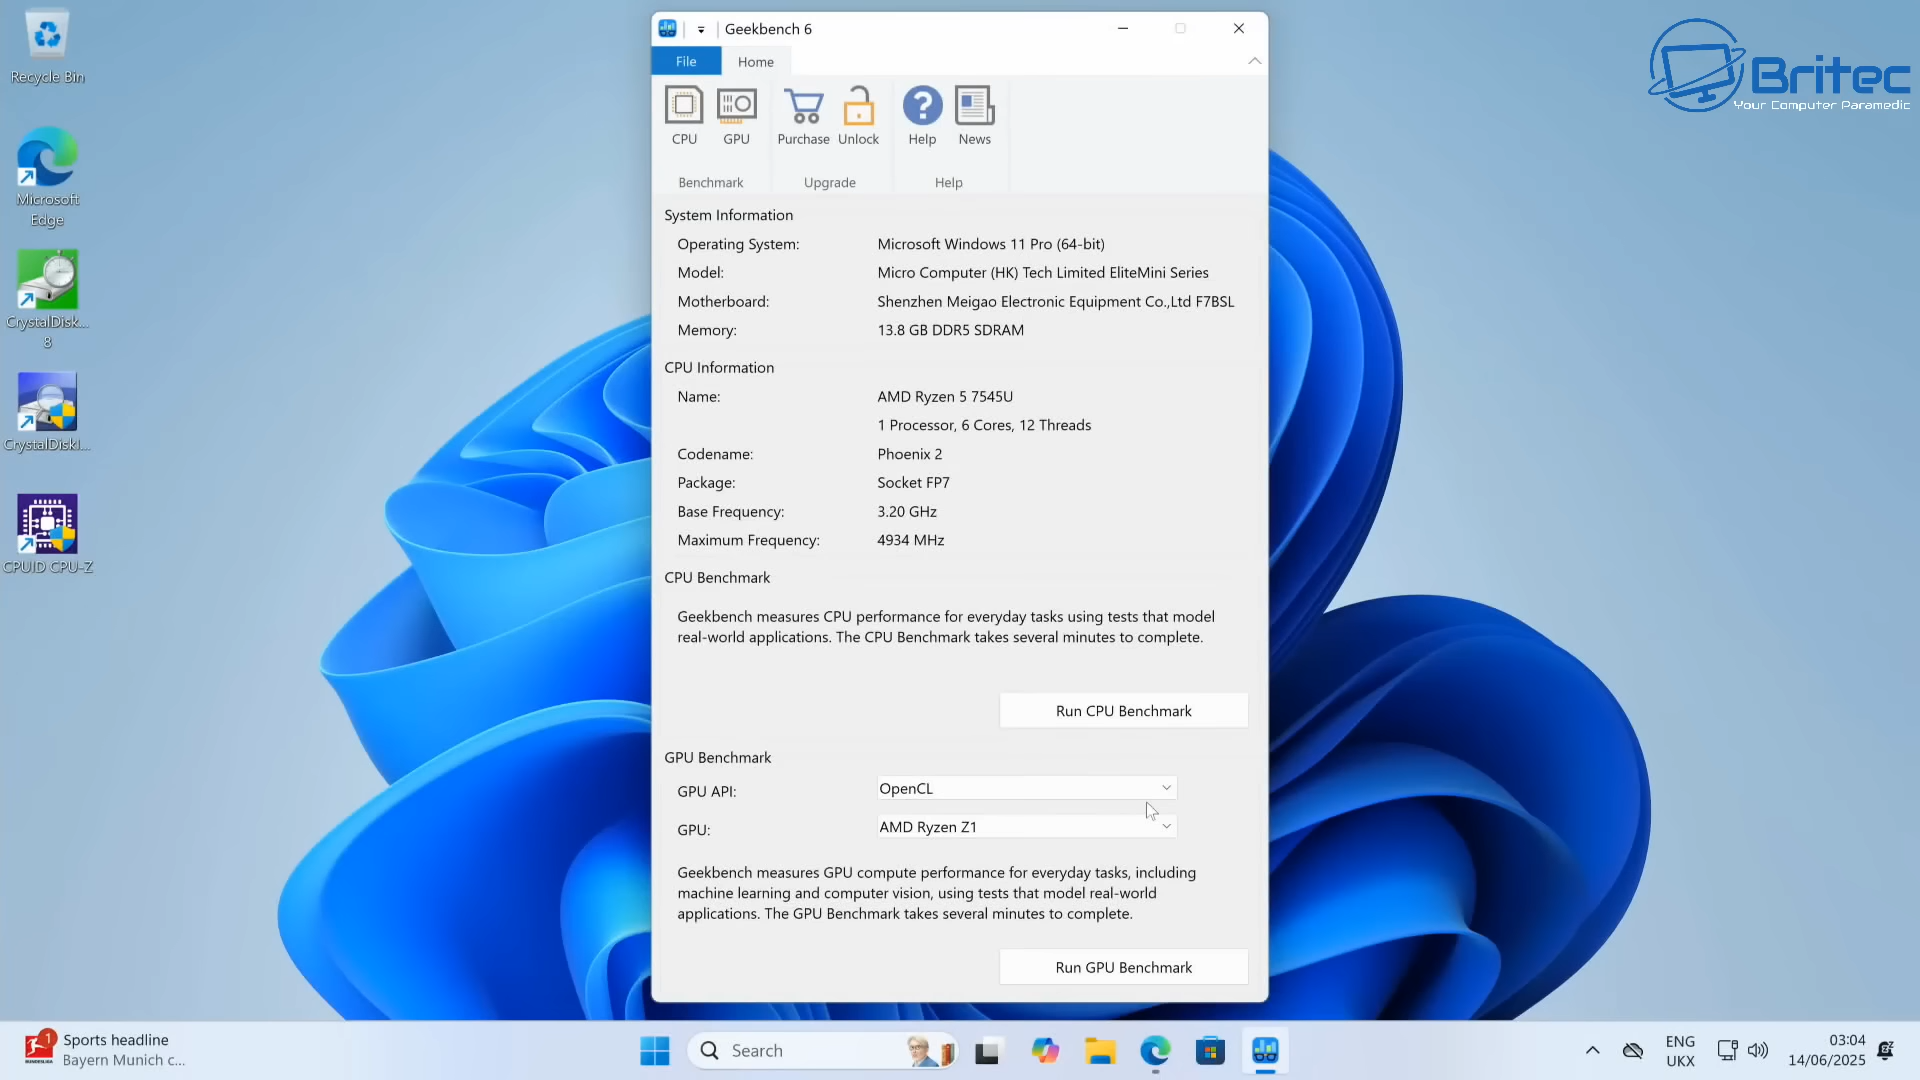 Recycle Bin
Microsoft
Edge
CrystalDisk...
8
CrystalDiskI...
CPUID CPU-Z
Geekbench 6
File
Home
CPU
GPU
Purchase
Unlock
Help
News
Benchmark
Upgrade
Help
System Information
Operating System: Microsoft Windows 11 Pro (64-bit)
Model: Micro Computer (HK) Tech Limited EliteMini Series
Motherboard: Shenzhen Meigao Electronic Equipment Co.,Ltd F7BSL
Memory: 13.8 GB DDR5 SDRAM
CPU Information
Name: AMD Ryzen 5 7545U
1 Processor, 6 Cores, 12 Threads
Codename: Phoenix 2
Package: Socket FP7
Base Frequency: 3.20 GHz
Maximum Frequency: 4934 MHz
CPU Benchmark
Geekbench measures CPU performance for everyday tasks using tests that model
real-world applications. The CPU Benchmark takes several minutes to complete.
Run CPU Benchmark
GPU Benchmark
GPU API: OpenCL
GPU: AMD Ryzen Z1
Geekbench measures GPU compute performance for everyday tasks, including
machine learning and computer vision, using tests that model real-world
applications. The GPU Benchmark takes several minutes to complete.
Run GPU Benchmark
Britec
Your Computer Paramedic
1
Sports headline
Bayern Munich c...
Search
ENG
UKX
03:04
14/06/2025